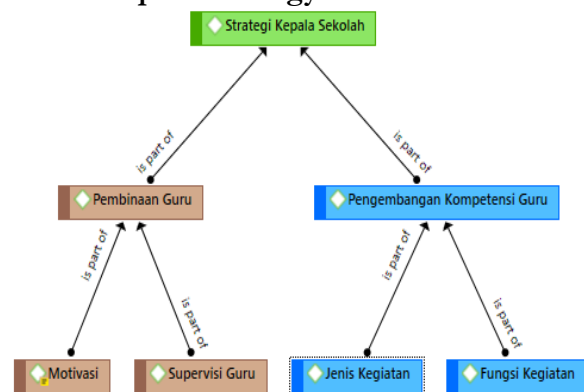 Strategi Kepala Sekolah
is part of
is part of
Pembinaan Guru
Pengembangan Kompetensi Guru
is part of
is part of
is part of
is part of
Motivasi
Supervisi Guru
Jenis Kegiatan
Fungsi Kegiatan